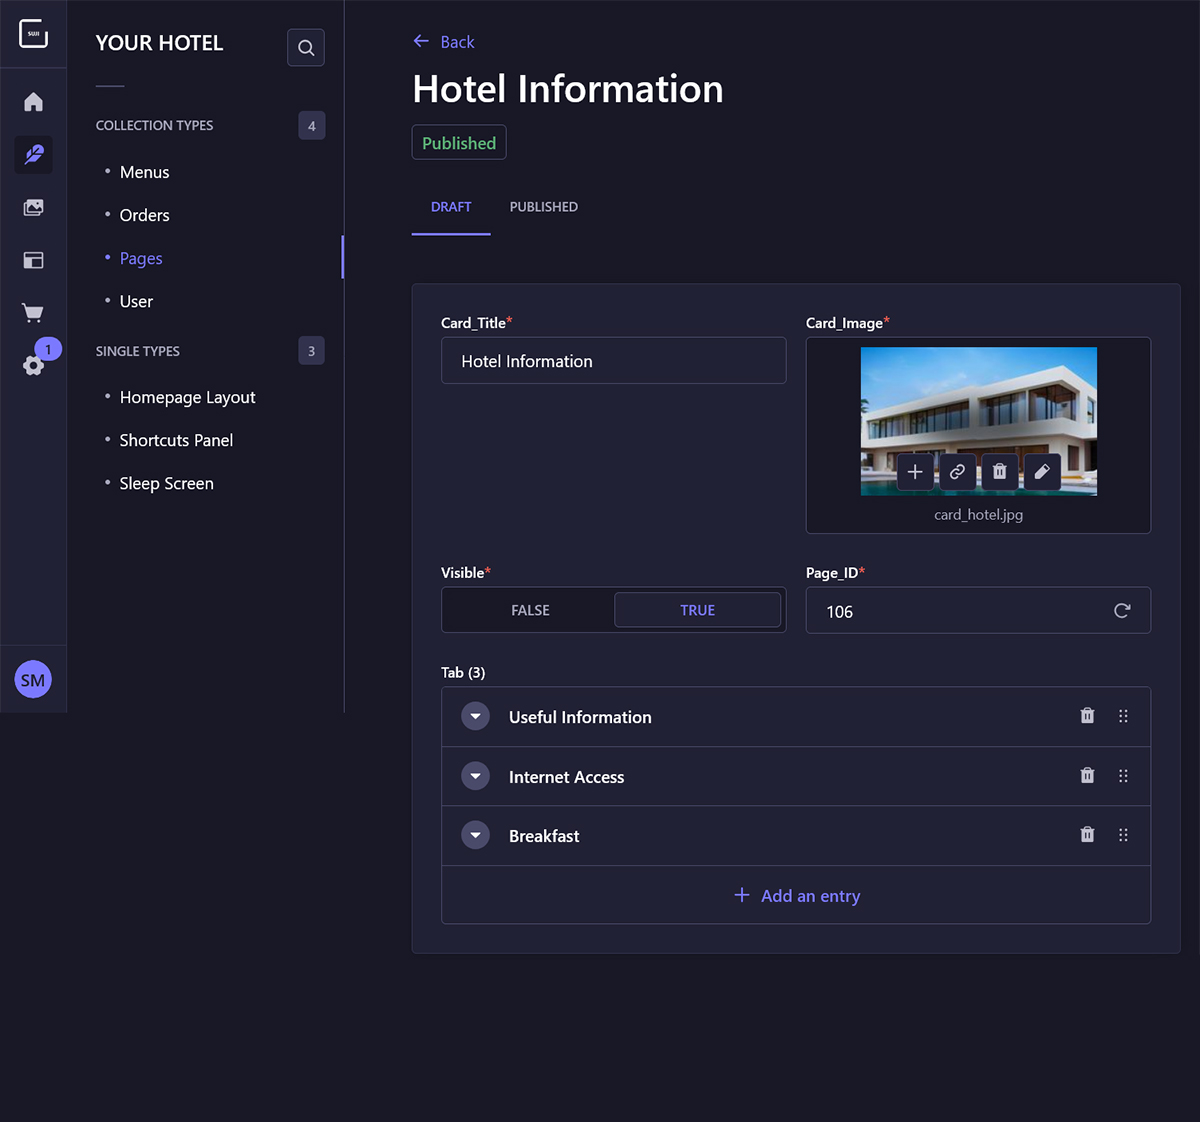 SUII
YOUR HOTEL
COLLECTION TYPES 4
• Menus
• Orders
• Pages
• User
SINGLE TYPES 3
• Homepage Layout
• Shortcuts Panel
• Sleep Screen
1
SM
Back
Hotel Information
Published
DRAFT PUBLISHED
Card_Title*
Hotel Information
Card_Image*
card_hotel.jpg
Visible*
FALSE TRUE
Page_ID*
106
Tab (3)
Useful Information
Internet Access
Breakfast
Add an entry